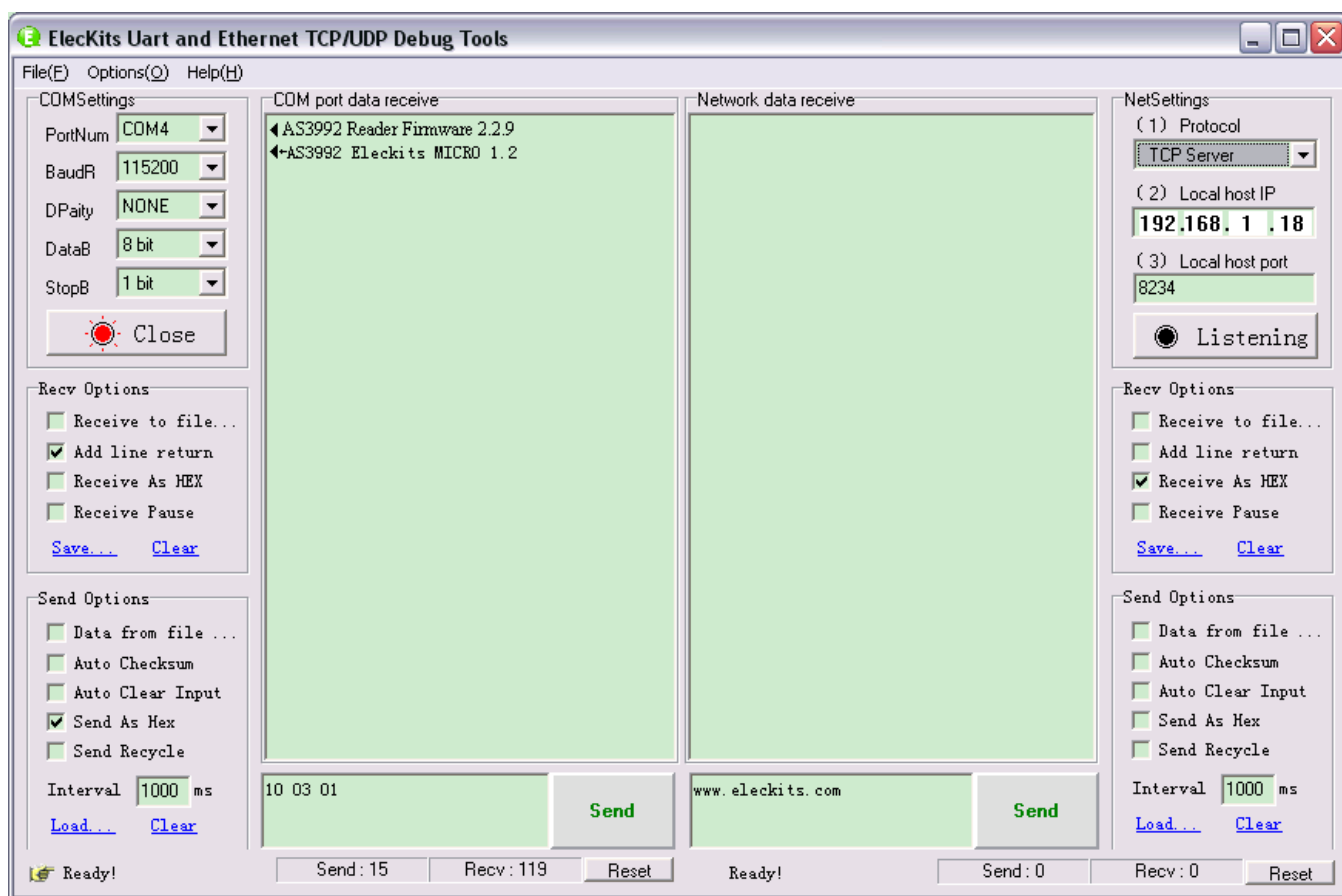 ElecKits Uart and Ethernet TCP/UDP Debug Tools
File(F) Options(O) Help(H)
COMSettings
PortNum COM4
BaudR 115200
DPaity NONE
DataB 8 bit
StopB 1 bit
Close
Recv Options
Receive to file...
Add line return
Receive As HEX
Receive Pause
Save... Clear
Send Options
Data from file ...
Auto Checksum
Auto Clear Input
Send As Hex
Send Recycle
Interval 1000 ms
Load... Clear
Ready!
COM port data receive
AS3992 Reader Firmware 2.2.9
AS3992 Eleckits MICRO 1.2
10 03 01
Send
Send : 15 Recv : 119 Reset
Network data receive
www.eleckits.com
Send
Ready! Send : 0 Recv : 0 Reset
NetSettings
(1) Protocol
TCP Server
(2) Local host IP
192.168. 1 .18
(3) Local host port
8234
Listening
Recv Options
Receive to file...
Add line return
Receive As HEX
Receive Pause
Save... Clear
Send Options
Data from file ...
Auto Checksum
Auto Clear Input
Send As Hex
Send Recycle
Interval 1000 ms
Load... Clear